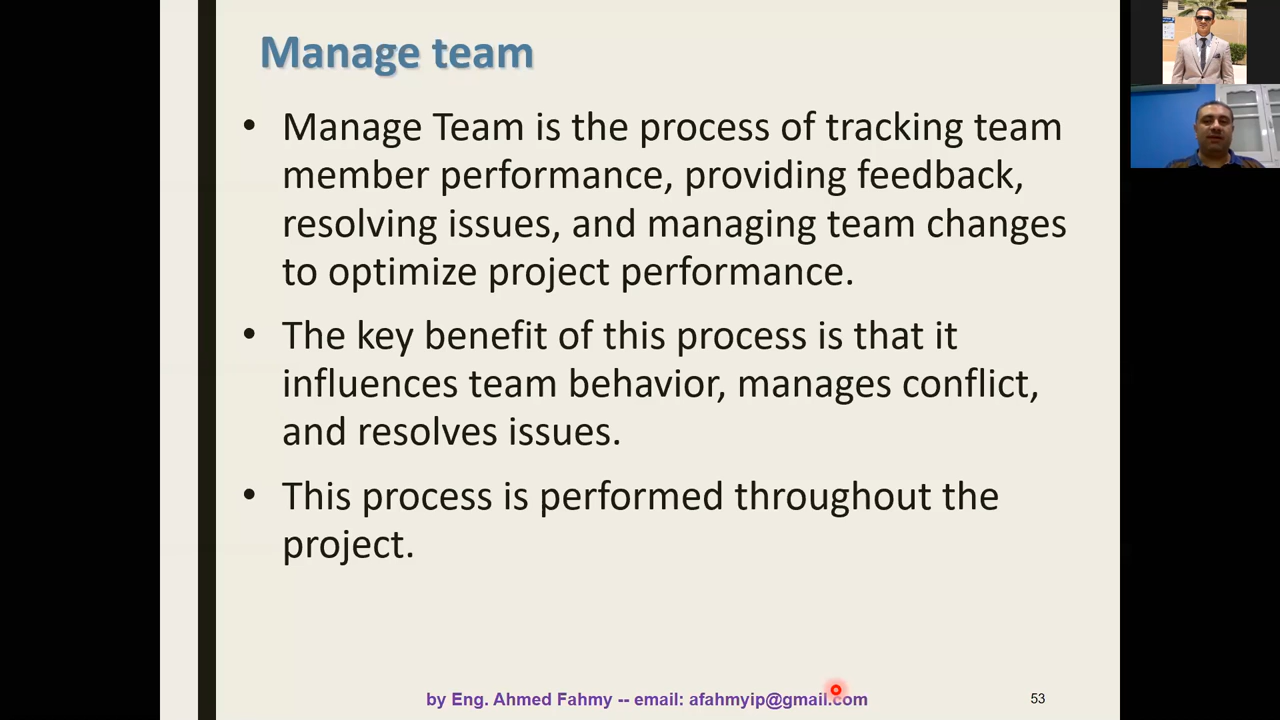 Manage team
• Manage Team is the process of tracking team
member performance, providing feedback,
resolving issues, and managing team changes
to optimize project performance.
• The key benefit of this process is that it
influences team behavior, manages conflict,
and resolves issues.
• This process is performed throughout the
project.
by Eng. Ahmed Fahmy -- email: afahmyip@gmail.com
53